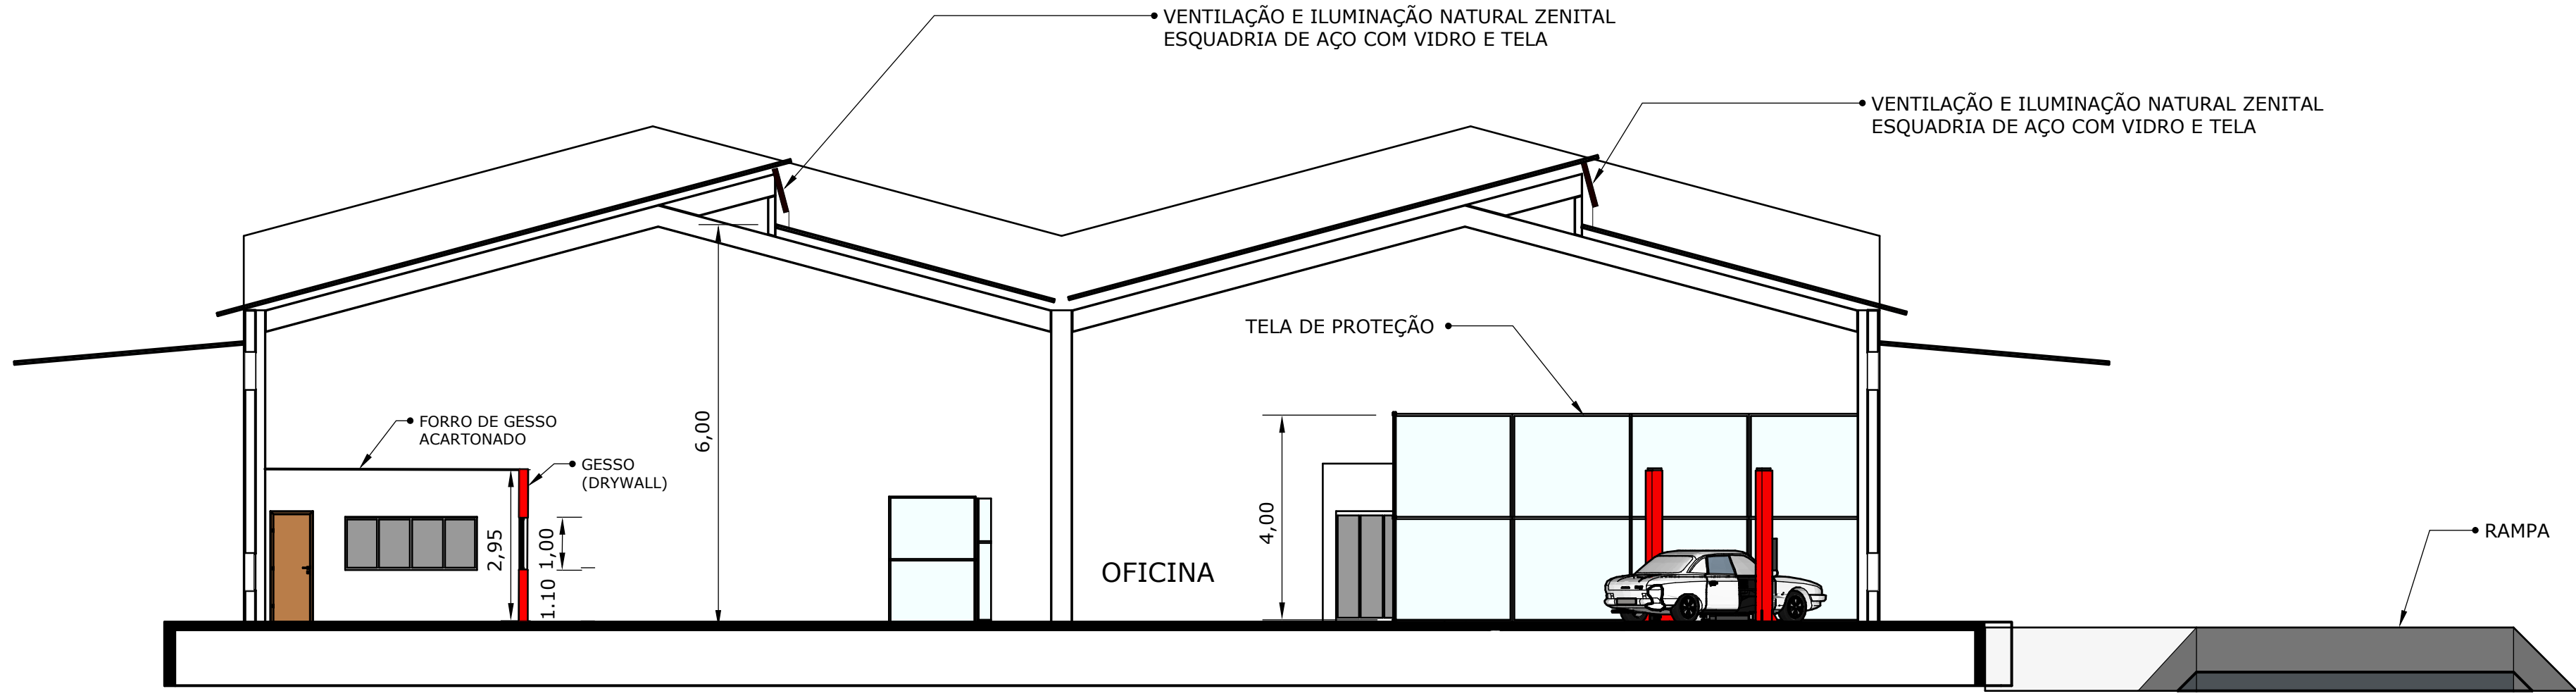 VENTILAÇÃO E ILUMINAÇÃO NATURAL ZENITAL
ESQUADRIA DE AÇO COM VIDRO E TELA
VENTILAÇÃO E ILUMINAÇÃO NATURAL ZENITAL
ESQUADRIA DE AÇO COM VIDRO E TELA
TELA DE PROTEÇÃO
FORRO DE GESSO
ACARTONADO
GESSO
(DRYWALL)
6,00
2,95
1,00
1.10
4,00
OFICINA
RAMPA